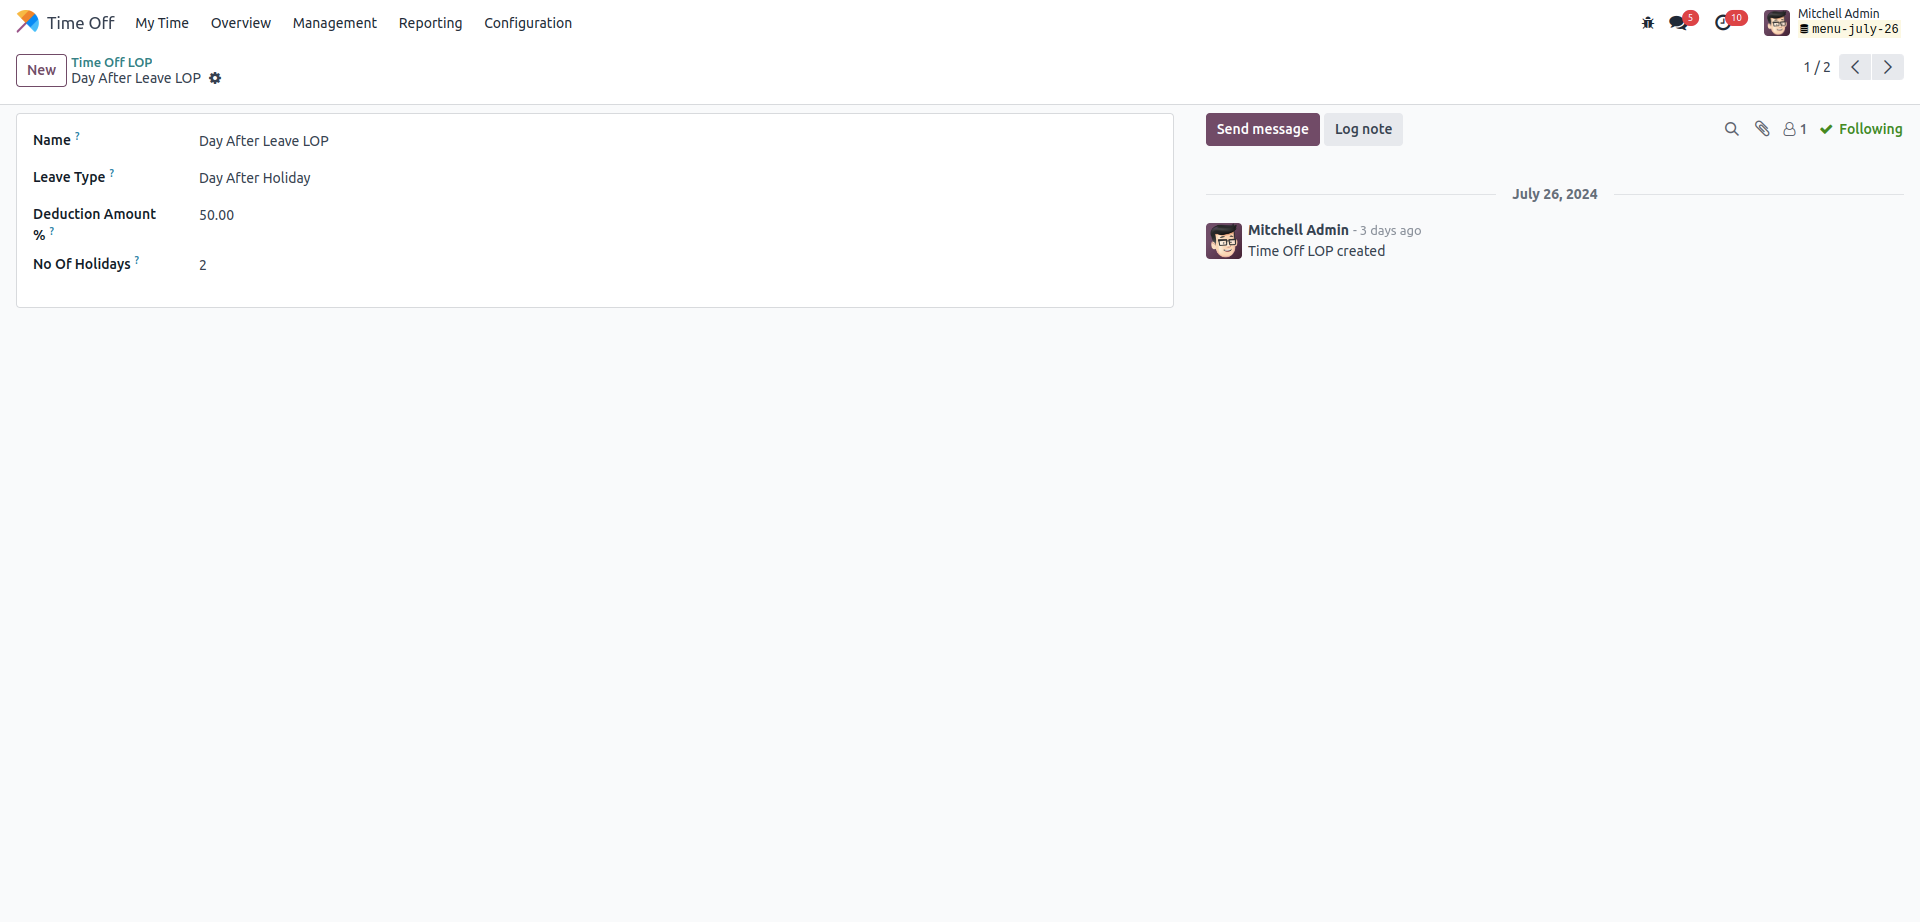 Time Off My Time Overview Management Reporting Configuration 5 10 Mitchell Admin
menu-july-26
New Time Off LOP
Day After Leave LOP
1 / 2
Name ? Day After Leave LOP
Leave Type ? Day After Holiday
Deduction Amount % ? 50.00
No Of Holidays ? 2
Send message Log note 1 Following
July 26, 2024
Mitchell Admin - 3 days ago
Time Off LOP created